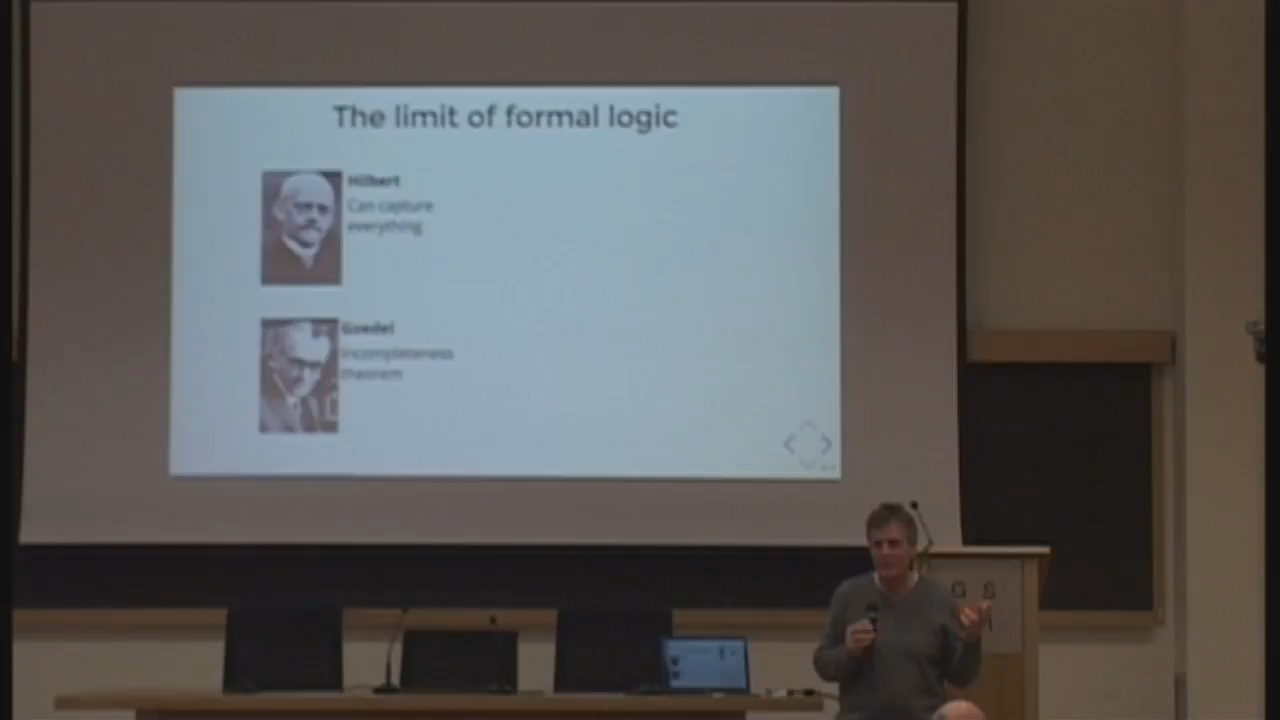 The limit of formal logic
Hilbert
Can capture
everything
Goedel
Incompleteness
theorem
G S